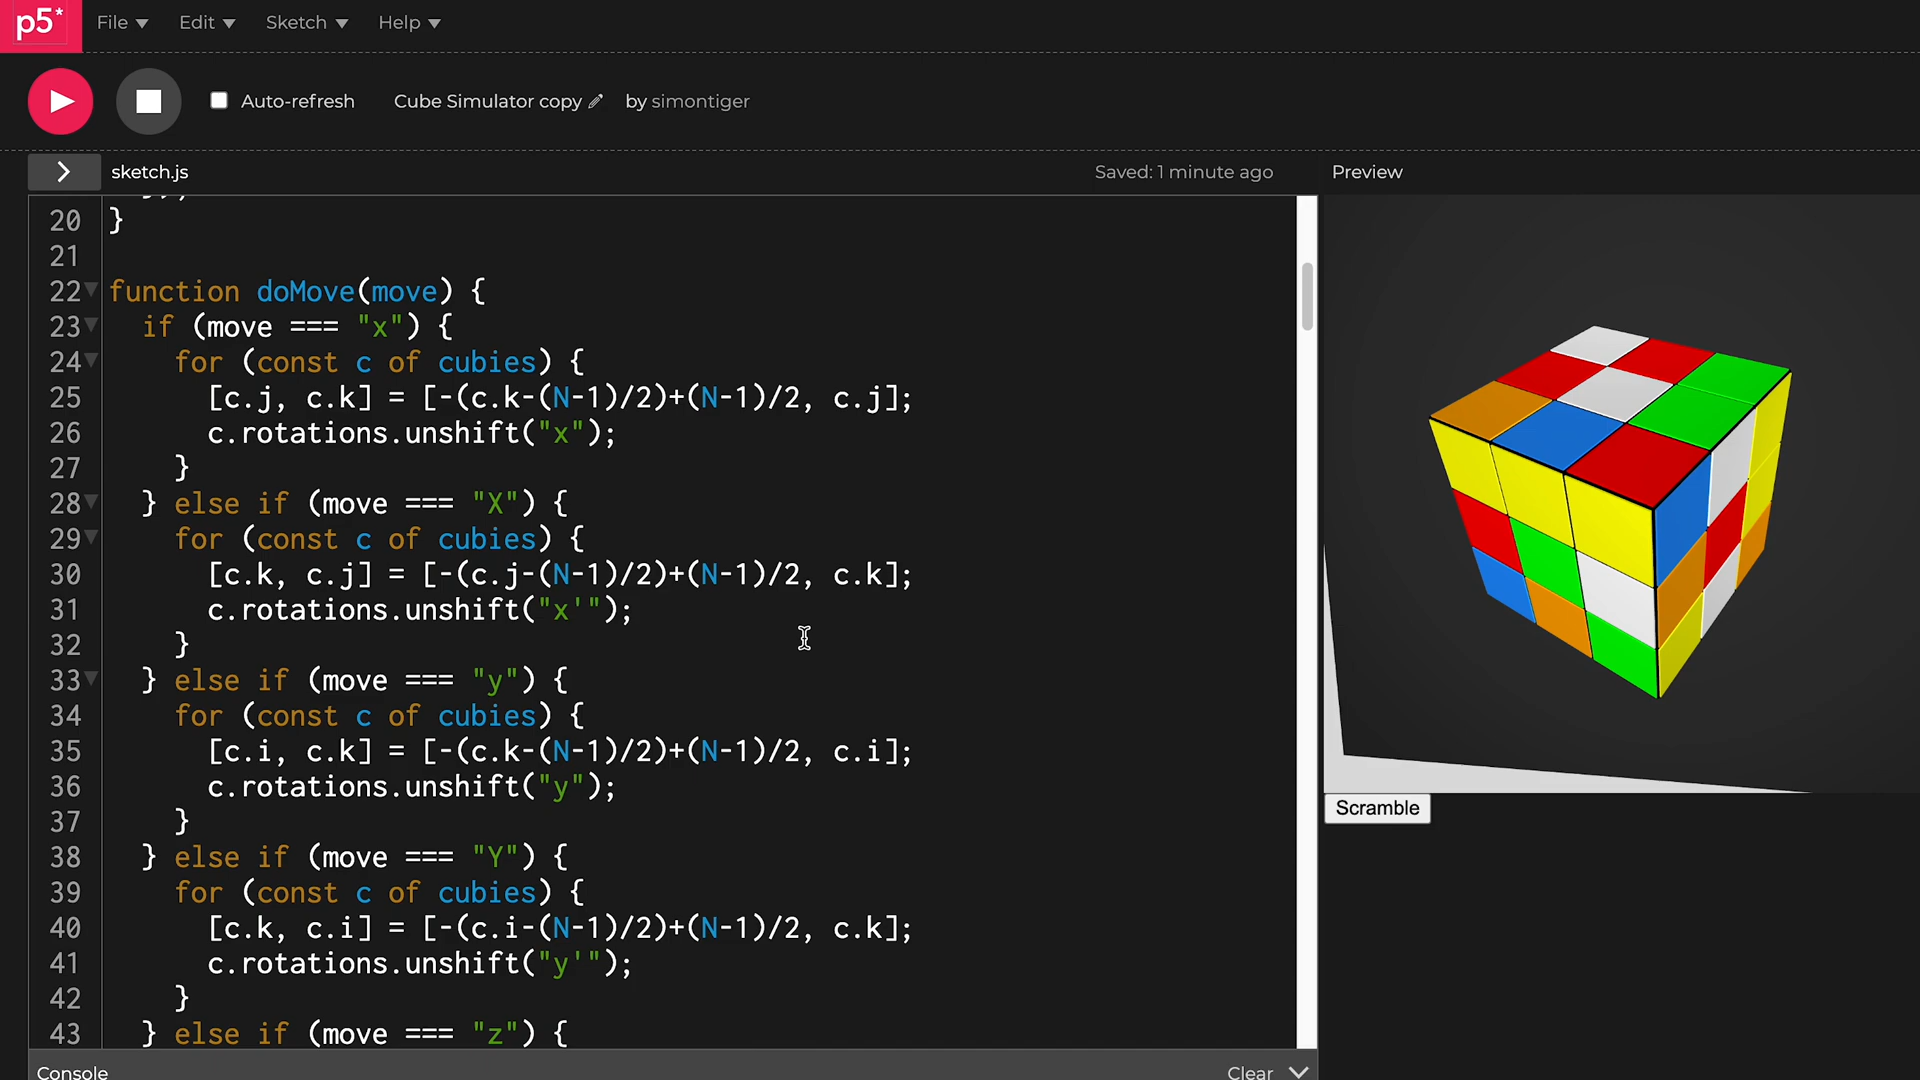 p5* File Edit Sketch Help
Auto-refresh Cube Simulator copy by simontiger
sketch.js Saved: 1 minute ago Preview
20 }
21
22 function doMove(move) {
23 if (move === "x") {
24 for (const c of cubies) {
25 [c.j, c.k] = [-(c.k-(N-1)/2)+(N-1)/2, c.j];
26 c.rotations.unshift("x");
27 }
28 } else if (move === "X") {
29 for (const c of cubies) {
30 [c.k, c.j] = [-(c.j-(N-1)/2)+(N-1)/2, c.k];
31 c.rotations.unshift("x'");
32 }
33 } else if (move === "y") {
34 for (const c of cubies) {
35 [c.i, c.k] = [-(c.k-(N-1)/2)+(N-1)/2, c.i];
36 c.rotations.unshift("y");
37 }
38 } else if (move === "Y") {
39 for (const c of cubies) {
40 [c.k, c.i] = [-(c.i-(N-1)/2)+(N-1)/2, c.k];
41 c.rotations.unshift("y'");
42 }
43 } else if (move === "z") {
Scramble
Console Clear